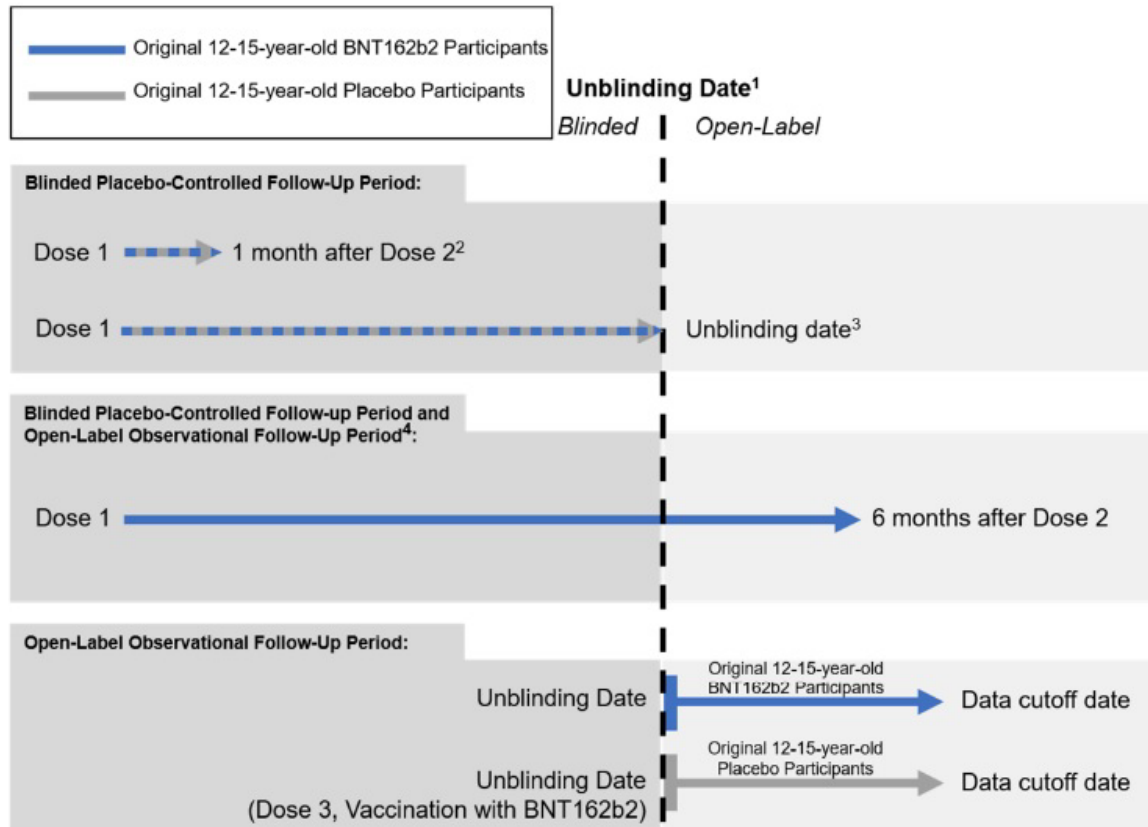 Original 12-15-year-old BNT162b2 Participants
Original 12-15-year-old Placebo Participants
Unblinding Date¹
Blinded
Open-Label
Blinded Placebo-Controlled Follow-Up Period:
Dose 1
1 month after Dose 2²
Dose 1
Unblinding date³
Blinded Placebo-Controlled Follow-up Period and
Open-Label Observational Follow-Up Period⁴:
Dose 1
6 months after Dose 2
Open-Label Observational Follow-Up Period:
Unblinding Date
Original 12-15-year-old
BNT162b2 Participants
Data cutoff date
Unblinding Date
(Dose 3, Vaccination with BNT162b2)
Original 12-15-year-old
Placebo Participants
Data cutoff date